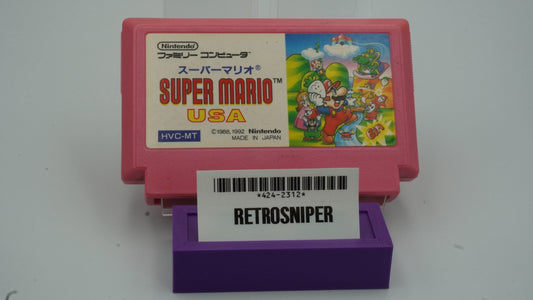 Nintendo
ファミリー コンピュータ
スーパーマリオ®
SUPER MARIO™
USA
©1988,1992 Nintendo
HVC-MT
MADE IN JAPAN
*424-2312*
RETROSNIPER